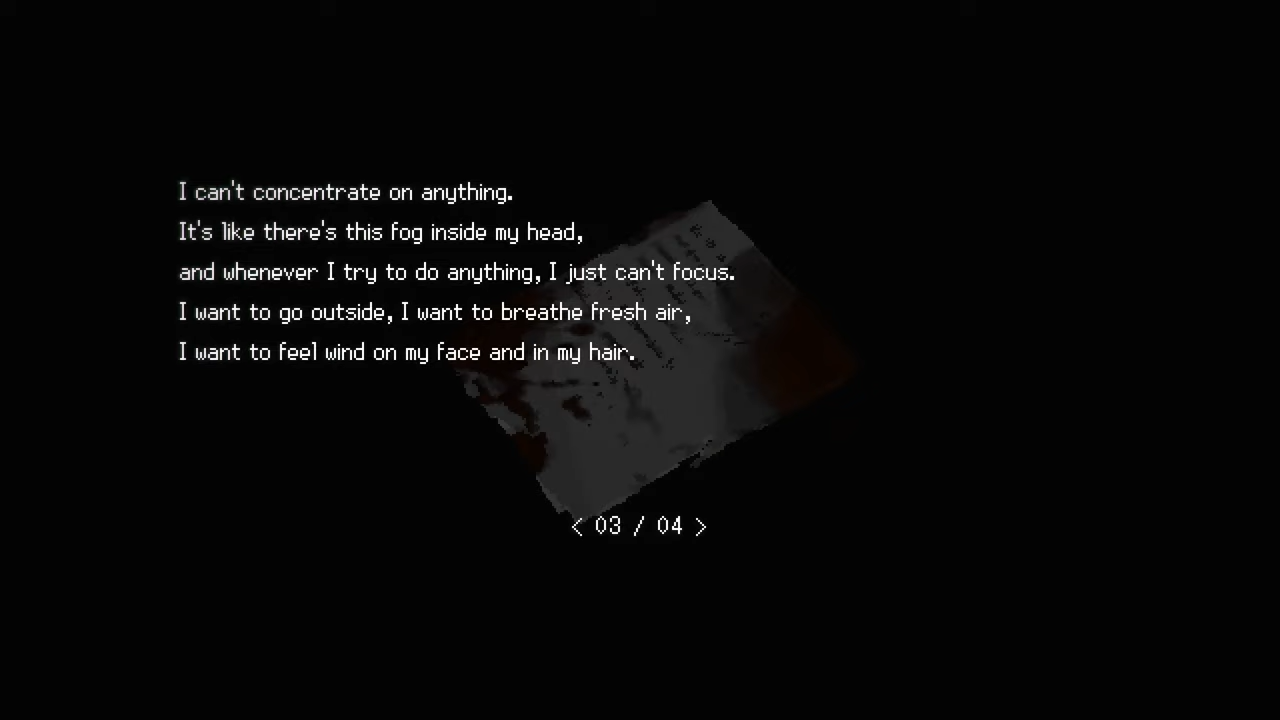 I can't concentrate on anything.
It's like there's this fog inside my head,
and whenever I try to do anything, I just can't focus.
I want to go outside, I want to breathe fresh air,
I want to feel wind on my face and in my hair.
< 03 / 04 >